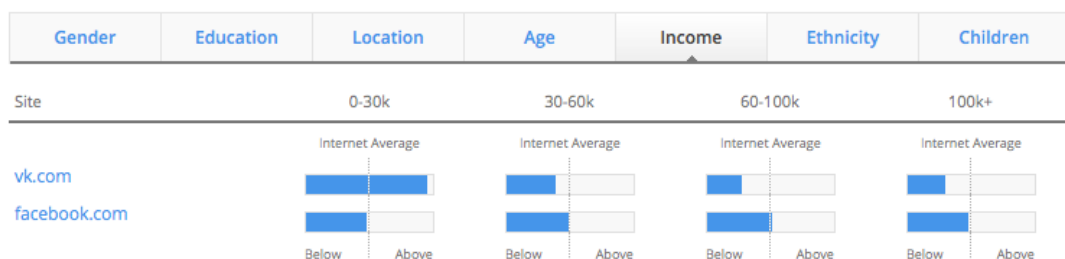 Gender Education Location Age Income Ethnicity Children
Site 0-30k 30-60k 60-100k 100k+
Internet Average Internet Average Internet Average Internet Average
vk.com
facebook.com
Below Above Below Above Below Above Below Above